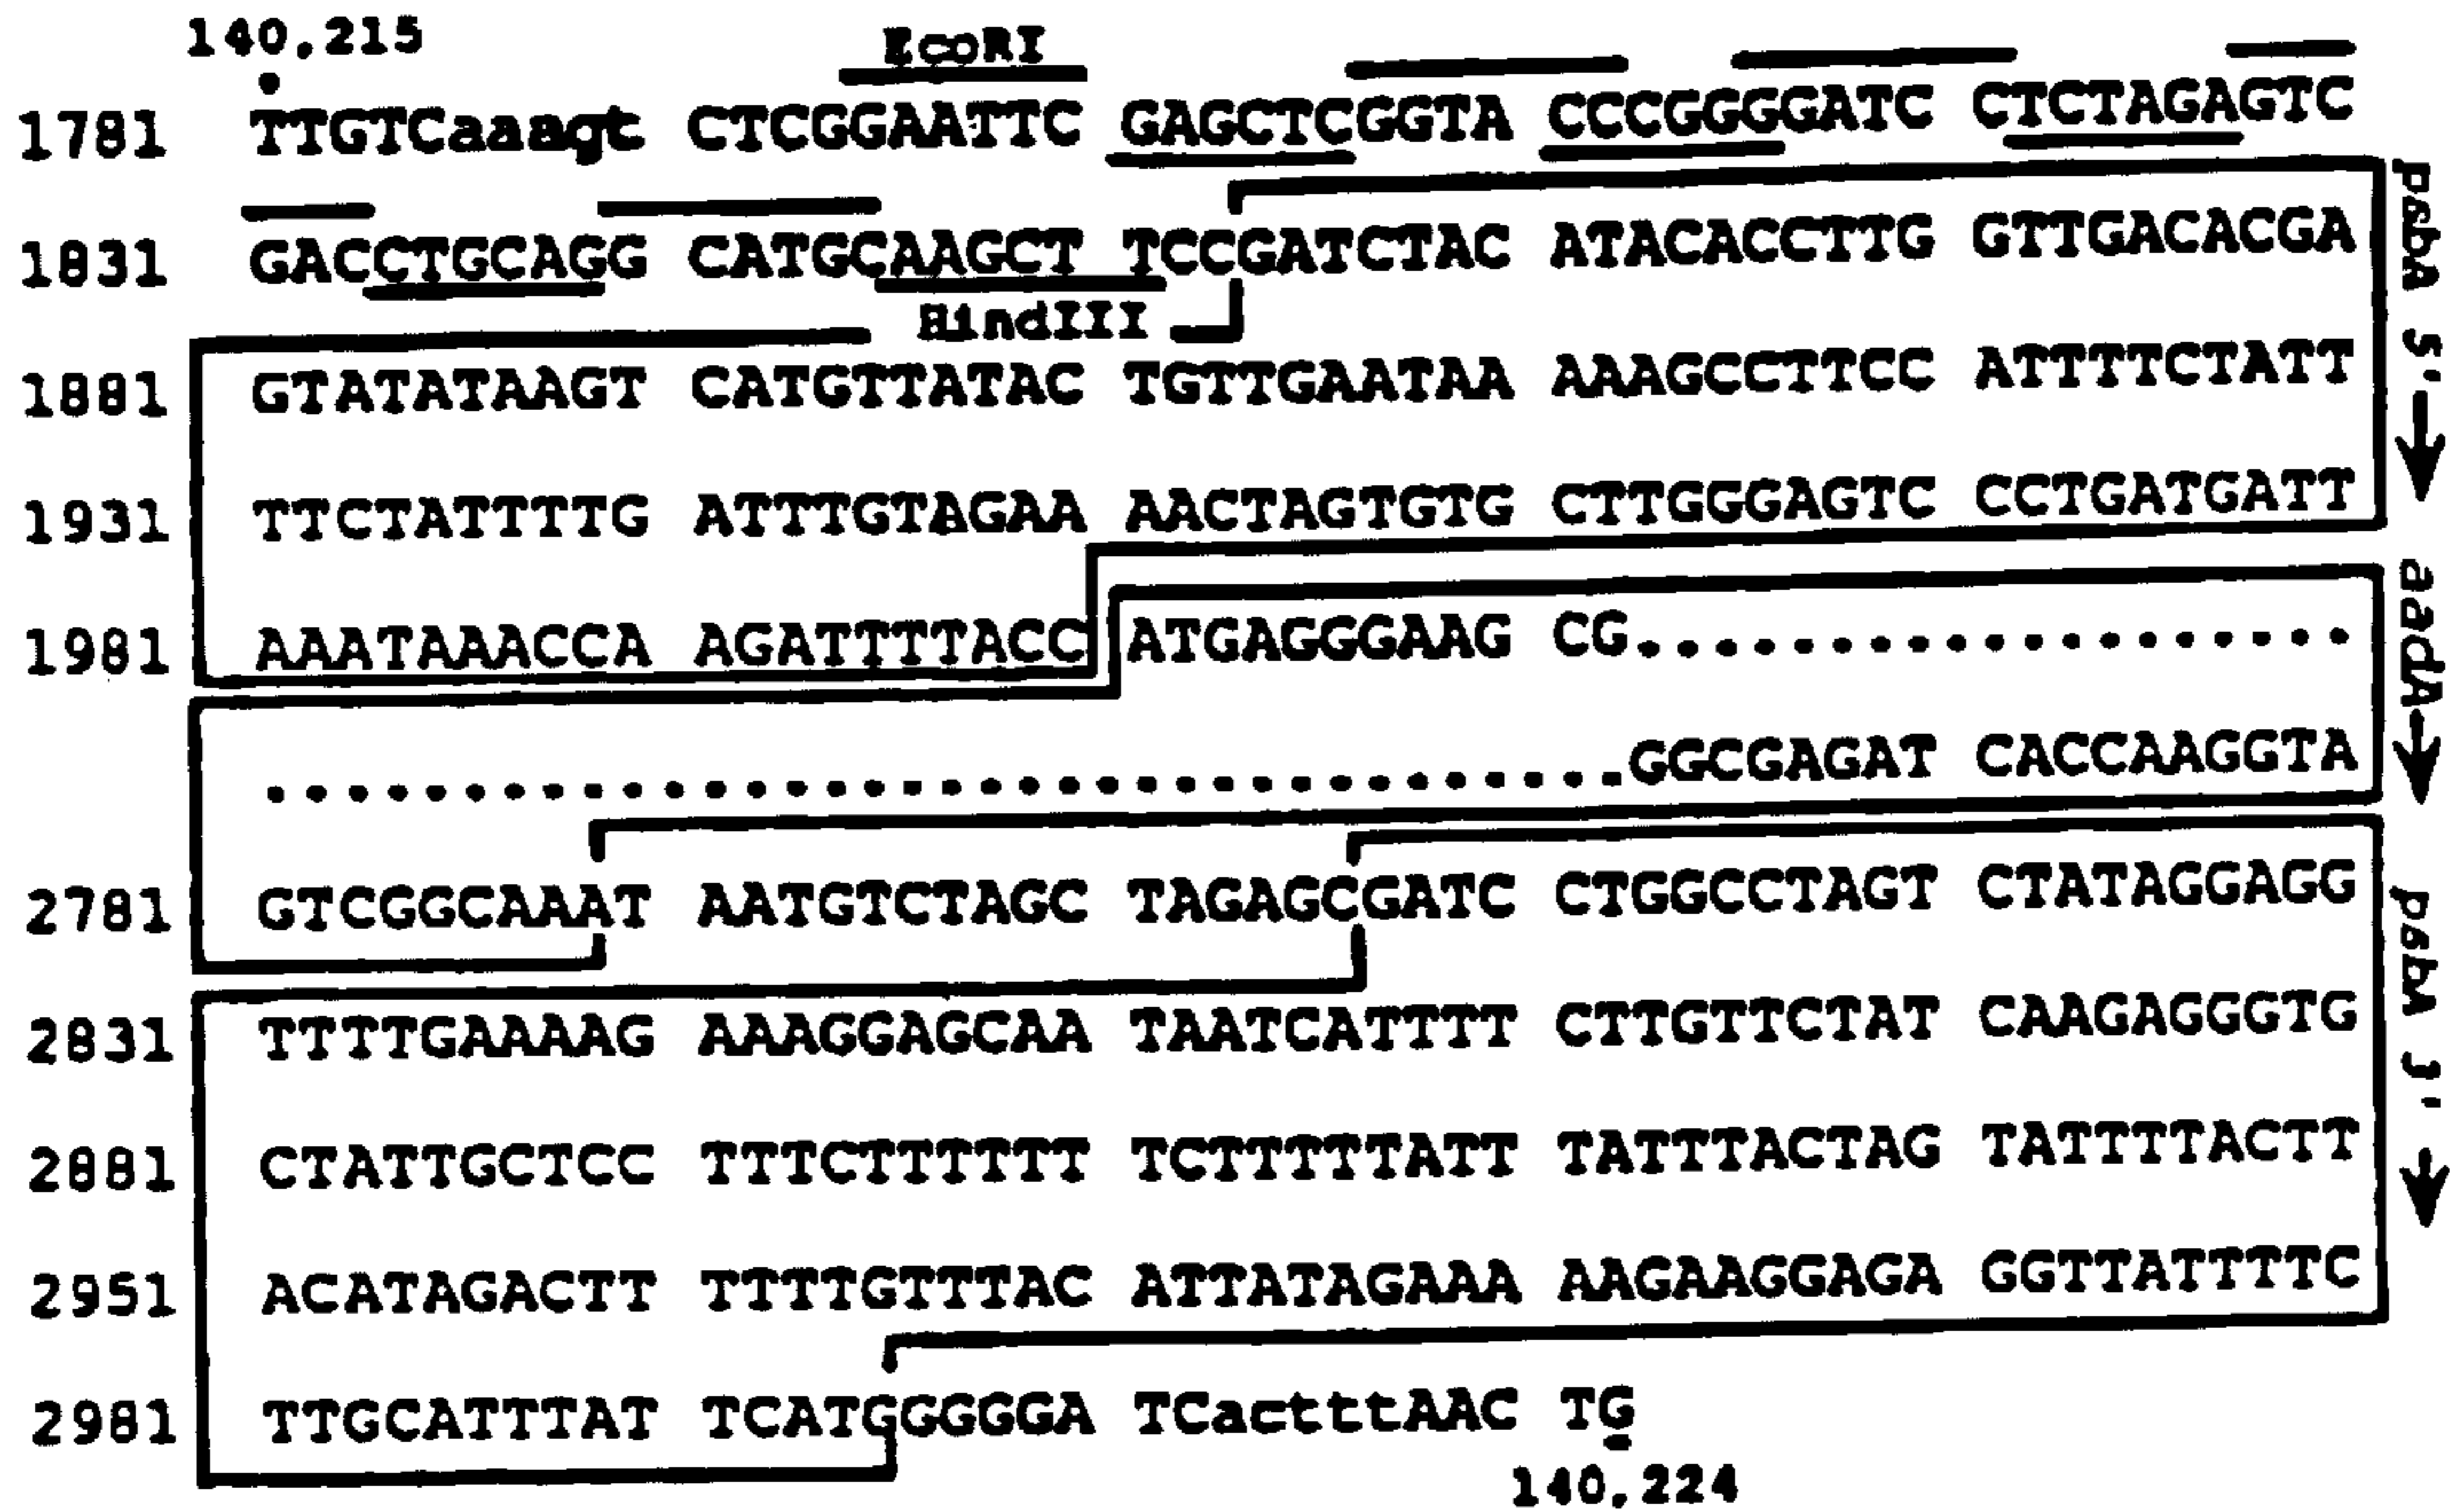 140,215
EcoRI
1781 TTGTCaaagt CTCGGAATTC GAGCTCGGTA CCCGGGGATC CTCTAGAGTC
1831 GACCTGCAGG CATGCAAGCT TCCGATCTAC ATACACCTTG GTTGACACGA
HindIII
1881 GTATATAAGT CATGTTATAC TGTTGAATAA AAAGCCTTCC ATTTTCTATT
psbA 5'
1931 TTCTATTTTG ATTTGTAGAA AACTAGTGTG CTTGGGAGTC CCTGATGATT
1981 AAATAAACCA AGATTTTACC ATGAGGGAAG CG..................
aadA
..................................GGCGAGAT CACCAAGGTA
2781 GTCGGCAAAT AATGTCTAGC TAGAGCGATC CTGGCCTAGT CTATAGGAGG
2831 TTTTGAAAAG AAAGGAGCAA TAATCATTTT CTTGTTCTAT CAAGAGGGTG
psbA 3'
2881 CTATTGCTCC TTTCTTTTTT TCTTTTTATT TATTTACTAG TATTTTACTT
2951 ACATAGACTT TTTTGTTTAC ATTATAGAAA AAGAAGGAGA GGTTATTTTC
2981 TTGCATTTAT TCATGGGGGA TCactttAAC TG
140,224